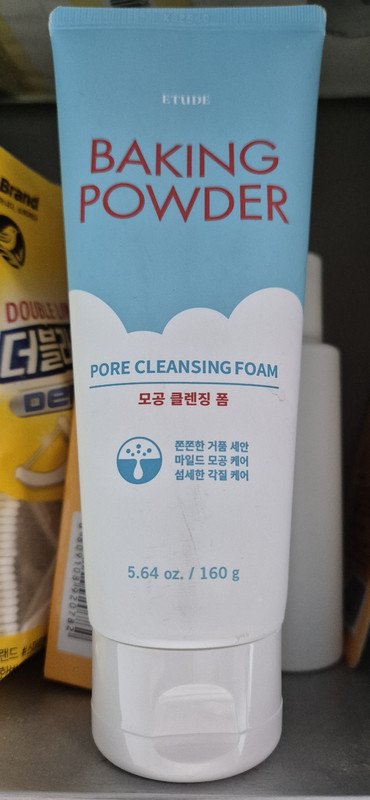 ETUDE
BAKING
POWDER
PORE CLEANSING FOAM
모공 클렌징 폼
쫀쫀한 거품 세안
마일드 모공 케어
섬세한 각질 케어
5.64 oz. / 160 g
Brand
DOUBLE
더블